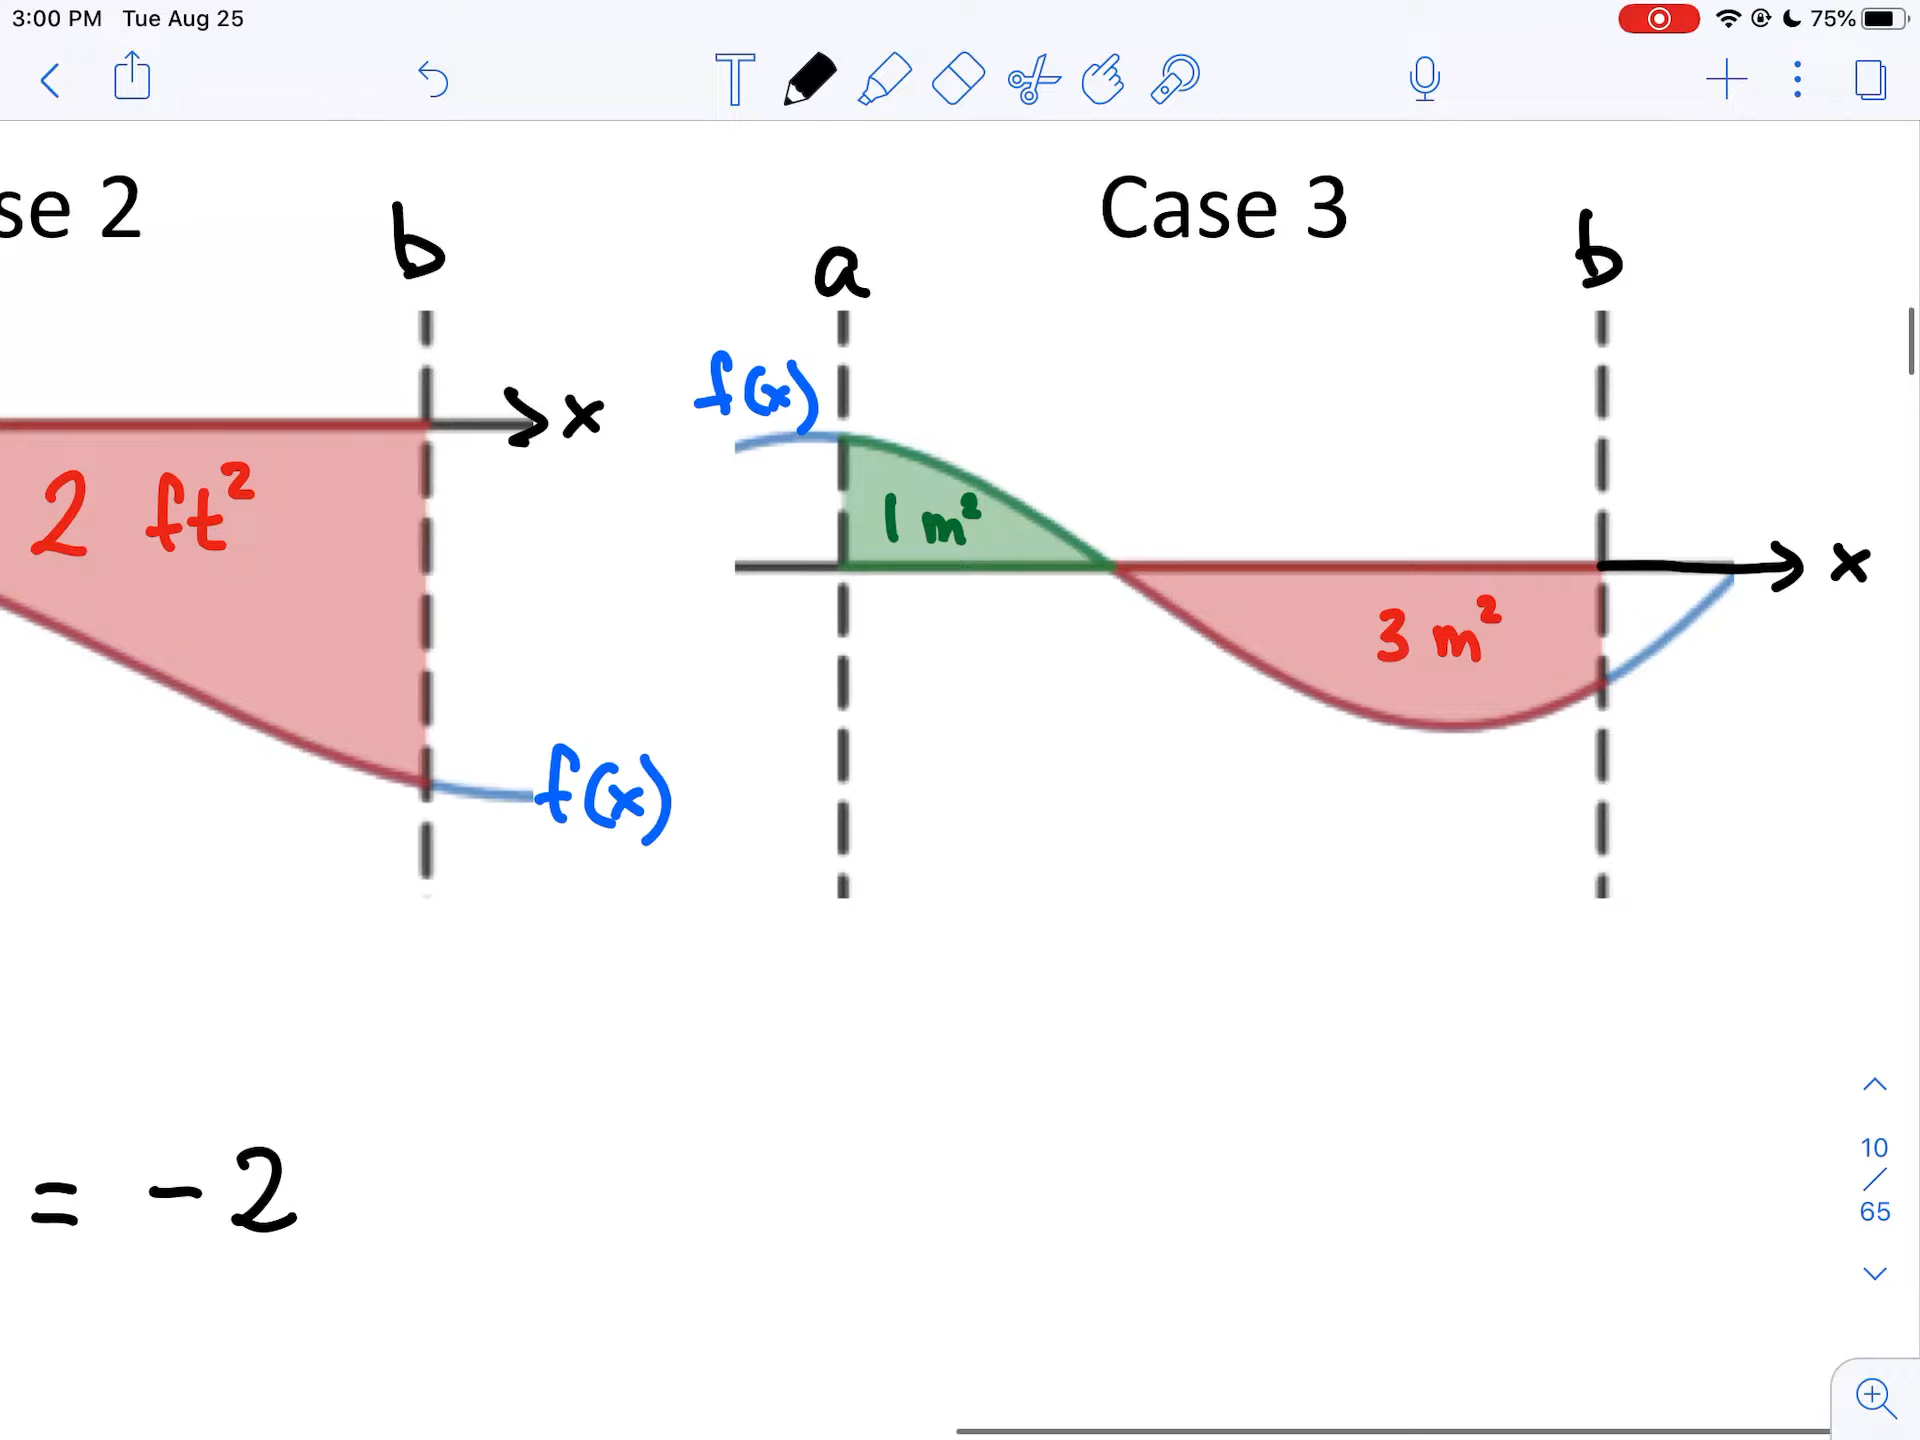 3:00 PM Tue Aug 25
75%
T
se 2
Case 3
b
a
b
f(x)
x
2 ft²
1 m²
x
3 m²
f(x)
= -2
10
/
65